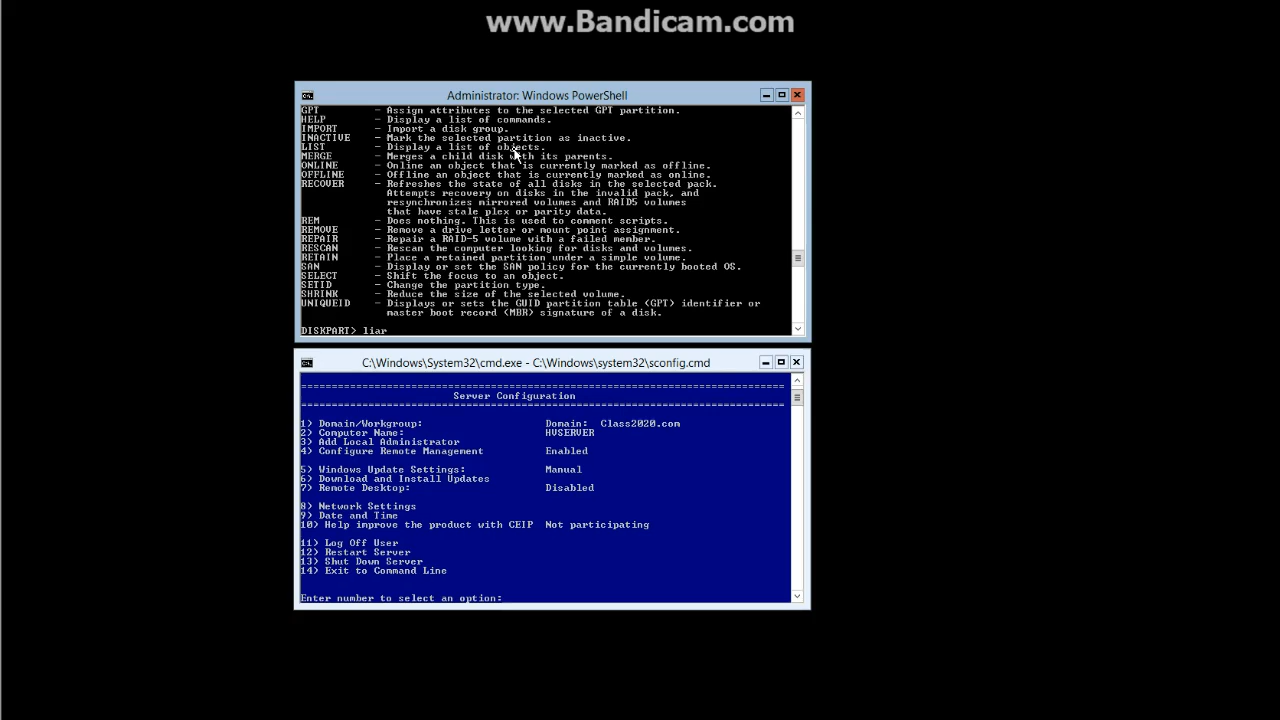 www.Bandicam.com
Administrator: Windows PowerShell
GPT - Assign attributes to the selected GPT partition.
HELP - Display a list of commands.
IMPORT - Import a disk group.
INACTIVE - Mark the selected partition as inactive.
LIST - Display a list of objects.
MERGE - Merges a child disk with its parents.
ONLINE - Online an object that is currently marked as offline.
OFFLINE - Offline an object that is currently marked as online.
RECOVER - Refreshes the state of all disks in the selected pack.
Attempts recovery on disks in the invalid pack, and
resynchronizes mirrored volumes and RAID5 volumes
that have stale plex or parity data.
REM - Does nothing. This is used to comment scripts.
REMOVE - Remove a drive letter or mount point assignment.
REPAIR - Repair a RAID-5 volume with a failed member.
RESCAN - Rescan the computer looking for disks and volumes.
RETAIN - Place a retained partition under a simple volume.
SAN - Display or set the SAN policy for the currently booted OS.
SELECT - Shift the focus to an object.
SETID - Change the partition type.
SHRINK - Reduce the size of the selected volume.
UNIQUEID - Displays or sets the GUID partition table (GPT) identifier or
master boot record (MBR) signature of a disk.
DISKPART> liar
C:\Windows\System32\cmd.exe - C:\Windows\system32\sconfig.cmd
===============================================================================
Server Configuration
===============================================================================
1) Domain/Workgroup: Domain: Class2020.com
2) Computer Name: HVSERVER
3) Add Local Administrator
4) Configure Remote Management Enabled
5) Windows Update Settings: Manual
6) Download and Install Updates
7) Remote Desktop: Disabled
8) Network Settings
9) Date and Time
10) Help improve the product with CEIP Not participating
11) Log Off User
12) Restart Server
13) Shut Down Server
14) Exit to Command Line
Enter number to select an option: